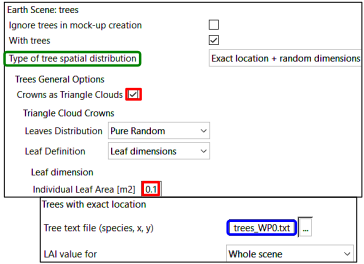 Earth Scene: trees
Ignore trees in mock-up creation
With trees
Type of tree spatial distribution Exact location + random dimensions
Trees General Options
Crowns as Triangle Clouds
Triangle Cloud Crowns
Leaves Distribution Pure Random
Leaf Definition Leaf dimensions
Leaf dimension
Individual Leaf Area [m2] 0.1
Trees with exact location
Tree text file (species, x, y) trees_WP0.txt ...
LAI value for Whole scene